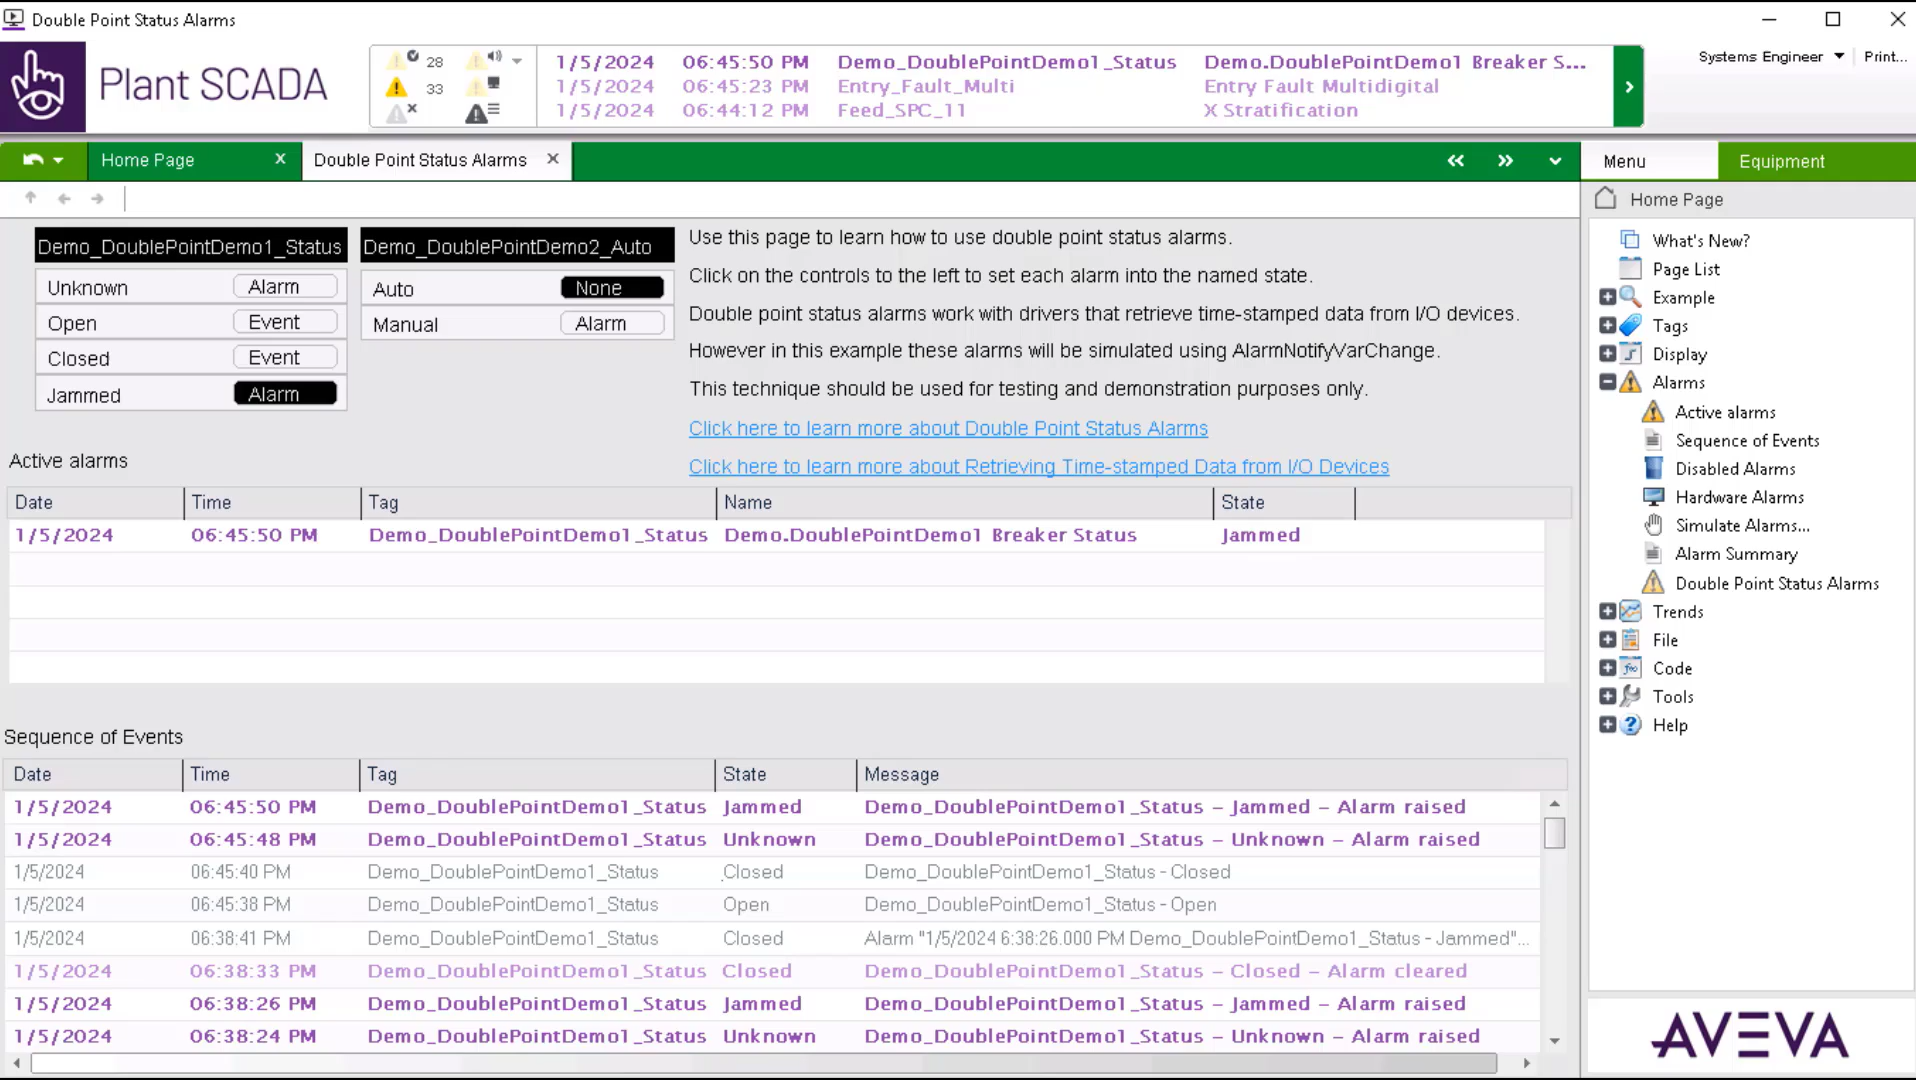 Double Point Status Alarms
Plant SCADA
28
33
1/5/2024 06:45:50 PM Demo_DoublePointDemo1_Status Demo.DoublePointDemo1 Breaker S...
1/5/2024 06:45:23 PM Entry_Fault_Multi Entry Fault Multidigital
1/5/2024 06:44:12 PM Feed_SPC_11 X Stratification
Systems Engineer Print...
Home Page x Double Point Status Alarms ×
Menu Equipment
Home Page
Demo_DoublePointDemo1_Status
Unknown Alarm
Open Event
Closed Event
Jammed Alarm
Demo_DoublePointDemo2_Auto
Auto None
Manual Alarm
Use this page to learn how to use double point status alarms.
Click on the controls to the left to set each alarm into the named state.
Double point status alarms work with drivers that retrieve time-stamped data from I/O devices.
However in this example these alarms will be simulated using AlarmNotifyVarChange.
This technique should be used for testing and demonstration purposes only.
Click here to learn more about Double Point Status Alarms
Click here to learn more about Retrieving Time-stamped Data from I/O Devices
Active alarms
Date Time Tag Name State
1/5/2024 06:45:50 PM Demo_DoublePointDemo1_Status Demo.DoublePointDemo1 Breaker Status Jammed
Sequence of Events
Date Time Tag State Message
1/5/2024 06:45:50 PM Demo_DoublePointDemo1_Status Jammed Demo_DoublePointDemo1_Status – Jammed – Alarm raised
1/5/2024 06:45:48 PM Demo_DoublePointDemo1_Status Unknown Demo_DoublePointDemo1_Status – Unknown – Alarm raised
1/5/2024 06:45:40 PM Demo_DoublePointDemo1_Status Closed Demo_DoublePointDemo1_Status - Closed
1/5/2024 06:45:38 PM Demo_DoublePointDemo1_Status Open Demo_DoublePointDemo1_Status - Open
1/5/2024 06:38:41 PM Demo_DoublePointDemo1_Status Closed Alarm "1/5/2024 6:38:26.000 PM Demo_DoublePointDemo1_Status - Jammed"...
1/5/2024 06:38:33 PM Demo_DoublePointDemo1_Status Closed Demo_DoublePointDemo1_Status – Closed – Alarm cleared
1/5/2024 06:38:26 PM Demo_DoublePointDemo1_Status Jammed Demo_DoublePointDemo1_Status – Jammed – Alarm raised
1/5/2024 06:38:24 PM Demo_DoublePointDemo1_Status Unknown Demo_DoublePointDemo1_Status – Unknown – Alarm raised
What's New?
Page List
Example
Tags
Display
Alarms
Active alarms
Sequence of Events
Disabled Alarms
Hardware Alarms
Simulate Alarms...
Alarm Summary
Double Point Status Alarms
Trends
File
Code
Tools
Help
AVEVA